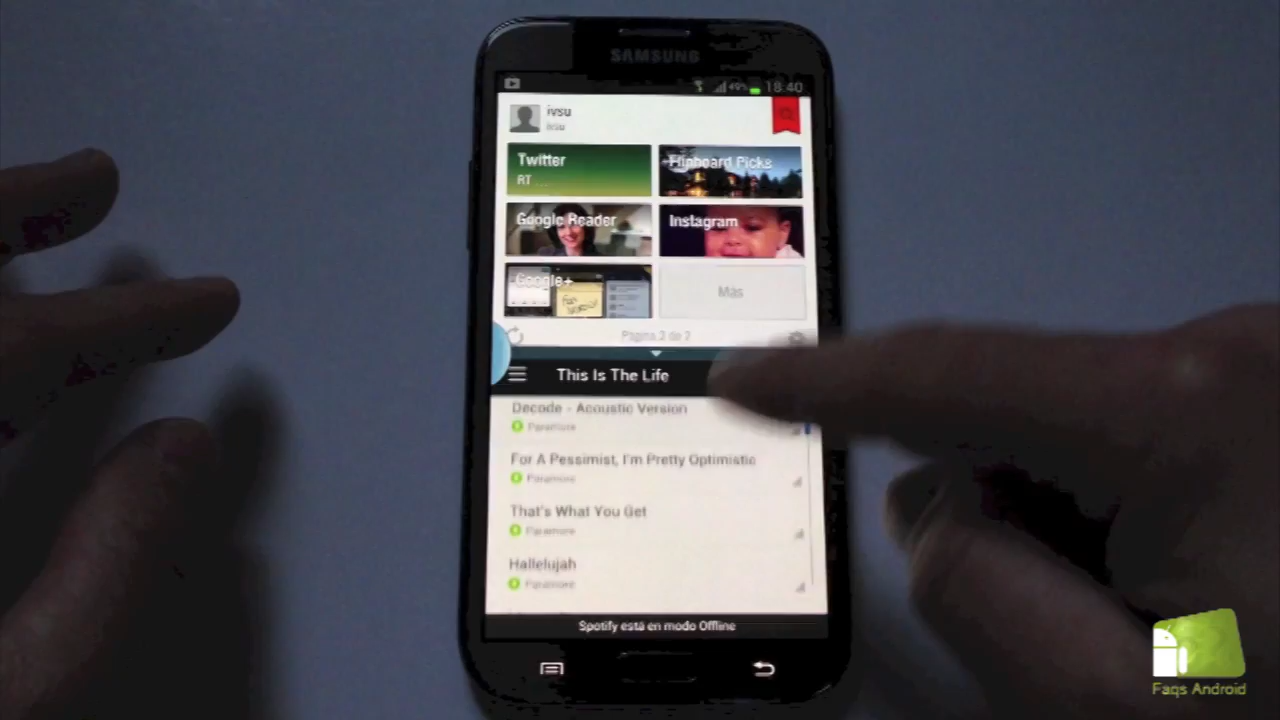 SAMSUNG
49% 18:40
ivsu
ivsu
Twitter
RT ...
Flipboard Picks
Google Reader
Instagram
Google+
Más
Página 2 de 2
This Is The Life
Decode - Acoustic Version
Paramore
For A Pessimist, I'm Pretty Optimistic
Paramore
That's What You Get
Paramore
Hallelujah
Paramore
Spotify está en modo Offline
Faqs Android